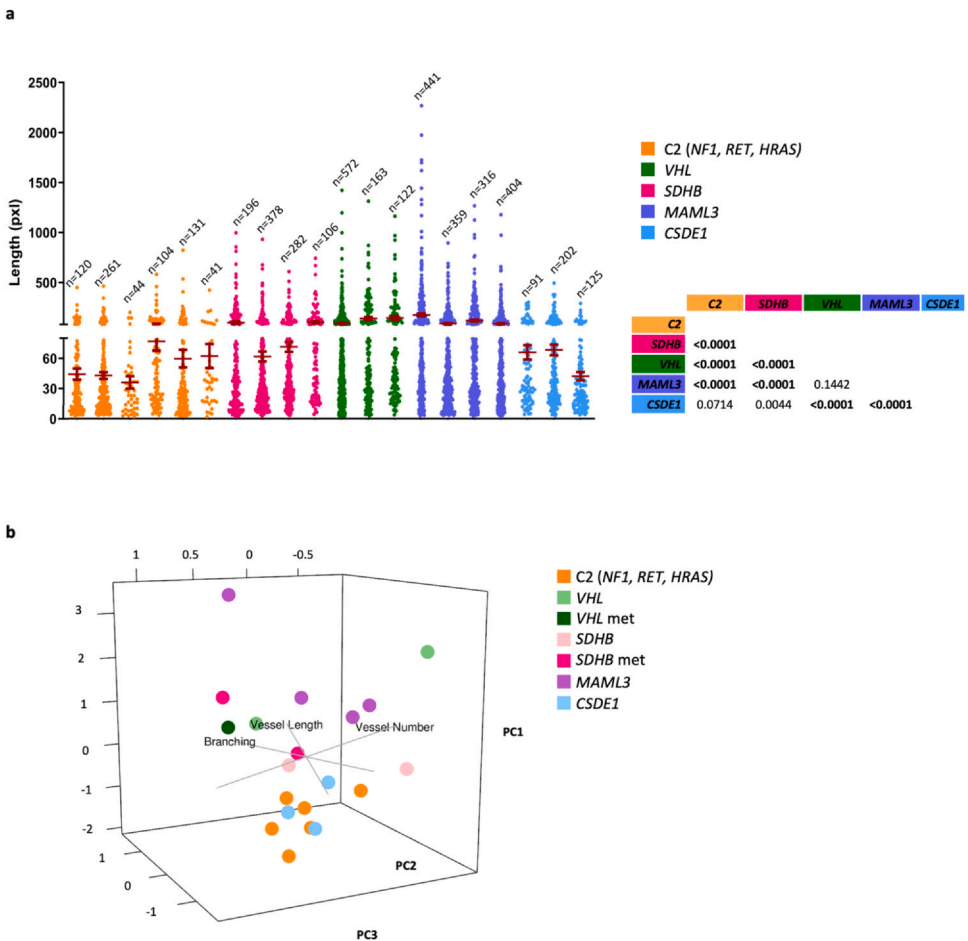 a
2500
2000
1500
1000
500
60
30
0
Length (pxl)
n=120
n=261
n=44
n=104
n=131
n=41
n=196
n=378
n=282
n=106
n=572
n=163
n=122
n=441
n=359
n=316
n=404
n=91
n=202
n=125
C2 (NF1, RET, HRAS)
VHL
SDHB
MAML3
CSDE1
C2 SDHB VHL MAML3 CSDE1
C2
SDHB <0.0001
VHL <0.0001 <0.0001
MAML3 <0.0001 <0.0001 0.1442
CSDE1 0.0714 0.0044 <0.0001 <0.0001
b
1 0.5 0 -0.5
3
2
1
0
-1
-2
1
0
-1
Vessel Length
Vessel Number
Branching
PC1
PC2
PC3
C2 (NF1, RET, HRAS)
VHL
VHL met
SDHB
SDHB met
MAML3
CSDE1